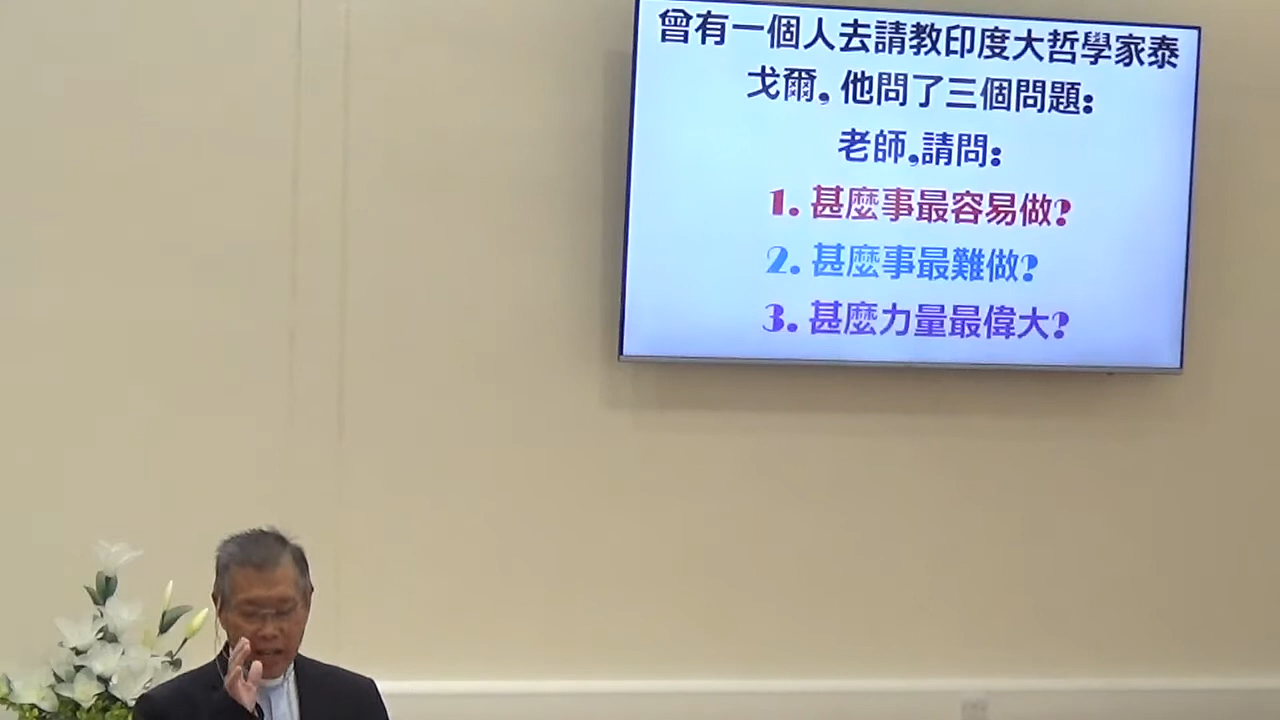 曾有一個人去請教印度大哲學家泰
戈爾, 他問了三個問題:
老師,請問:
1. 甚麼事最容易做?
2. 甚麼事最難做?
3. 甚麼力量最偉大?